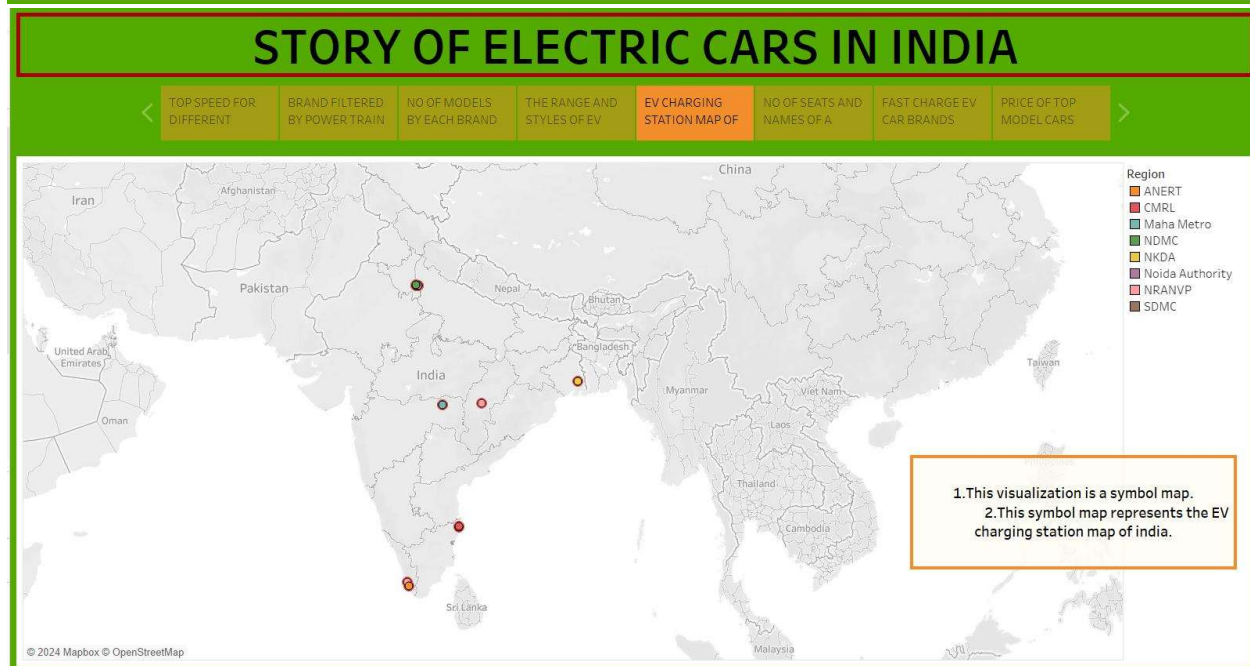 STORY OF ELECTRIC CARS IN INDIA
TOP SPEED FOR
DIFFERENT
BRAND FILTERED
BY POWER TRAIN
NO OF MODELS
BY EACH BRAND
THE RANGE AND
STYLES OF EV
EV CHARGING
STATION MAP OF
NO OF SEATS AND
NAMES OF A
FAST CHARGE EV
CAR BRANDS
PRICE OF TOP
MODEL CARS
China
Afghanistan
Iran
Pakistan
Nepal
Bhutan
United Arab
Emirates
Bangladesh
India
Taiwan
Myanmar
Viet Nam
Oman
Laos
Thailand
Cambodia
Sri Lanka
Malaysia
Region
ANERT
CMRL
Maha Metro
NDMC
NKDA
Noida Authority
NRANVP
SDMC
1.This visualization is a symbol map.
2.This symbol map represents the EV
charging station map of india.
© 2024 Mapbox © OpenStreetMap